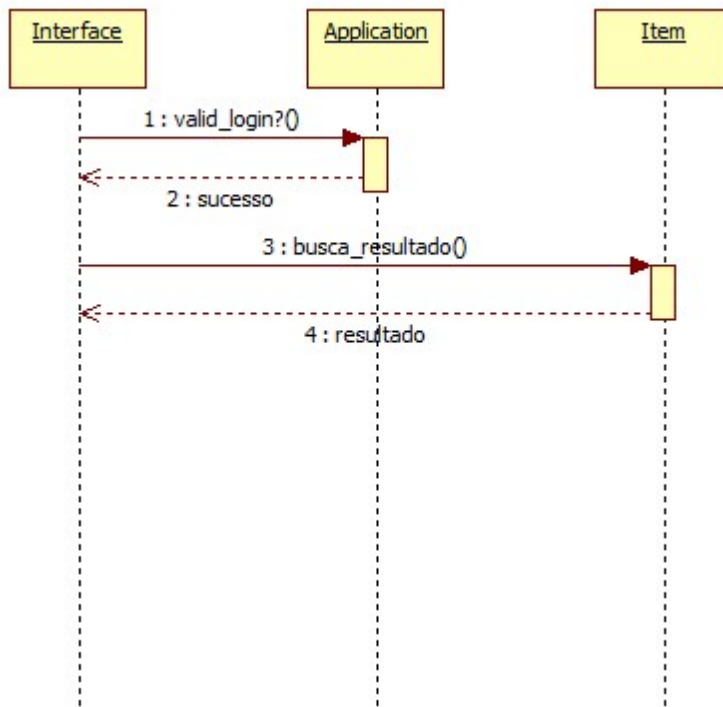 Interface
Application
Item
1 : valid_login?()
2 : sucesso
3 : busca_resultado()
4 : resultado